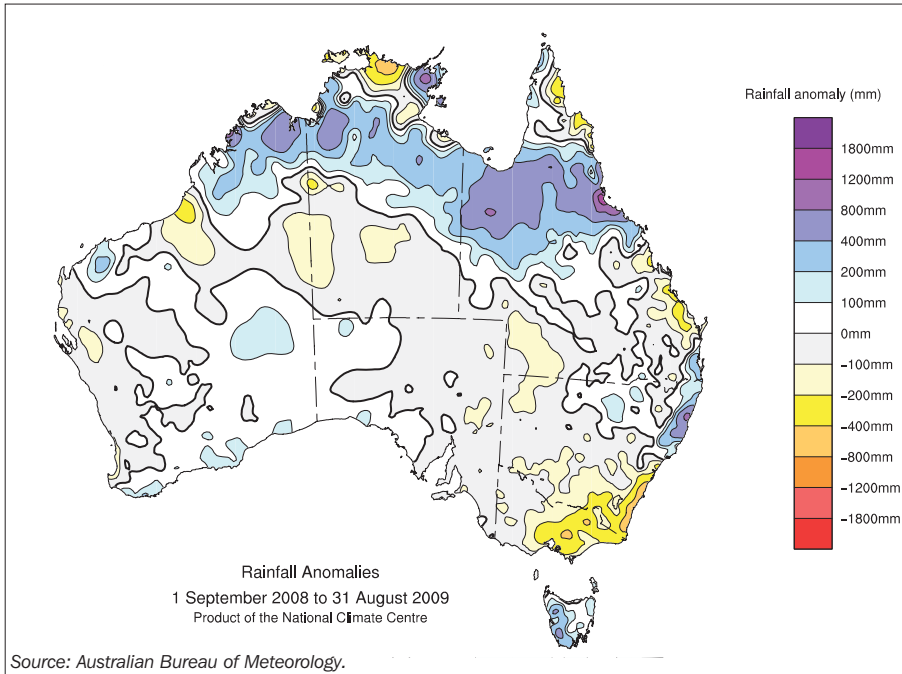 Rainfall anomaly (mm)
1800mm
1200mm
800mm
400mm
200mm
100mm
0mm
-100mm
-200mm
-400mm
-800mm
-1200mm
-1800mm
Rainfall Anomalies
1 September 2008 to 31 August 2009
Product of the National Climate Centre
Source: Australian Bureau of Meteorology.